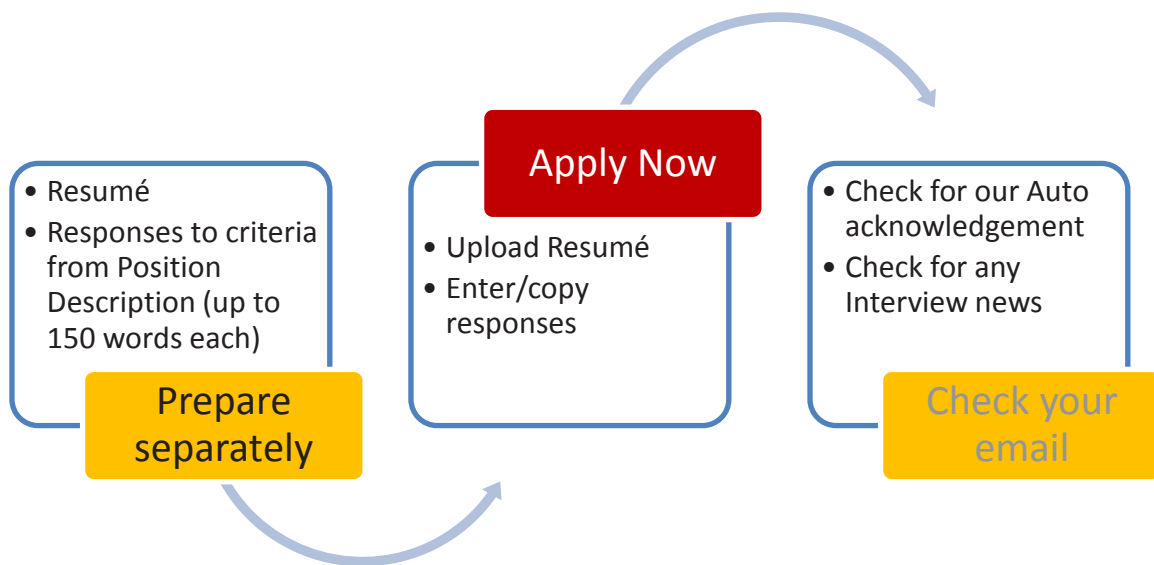 • Resumé
• Responses to criteria
from Position
Description (up to
150 words each)
Prepare
separately
Apply Now
• Upload Resumé
• Enter/copy
responses
• Check for our Auto
acknowledgement
• Check for any
Interview news
Check your
email